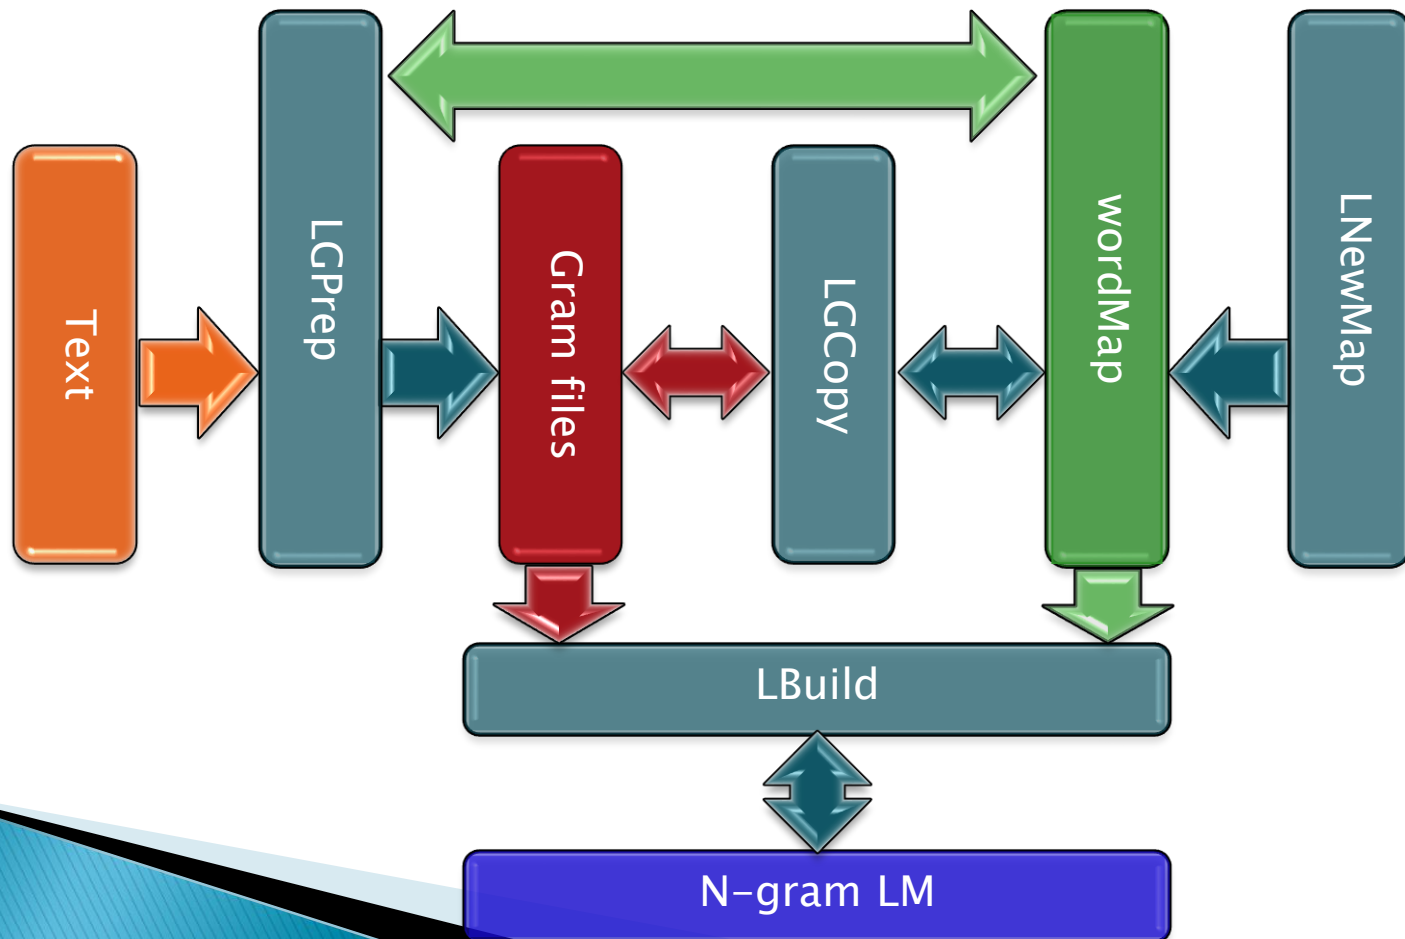 Text
LGPrep
Gram files
LGCopy
wordMap
LNewMap
LBuild
N-gram LM